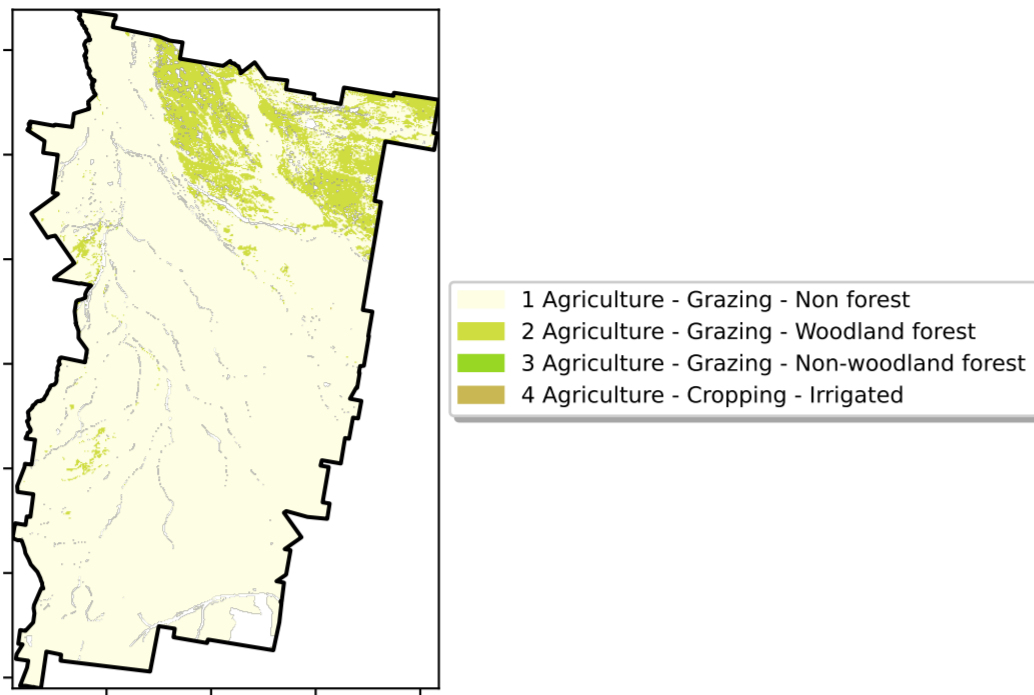 1 Agriculture - Grazing - Non forest
2 Agriculture - Grazing - Woodland forest
3 Agriculture - Grazing - Non-woodland forest
4 Agriculture - Cropping - Irrigated